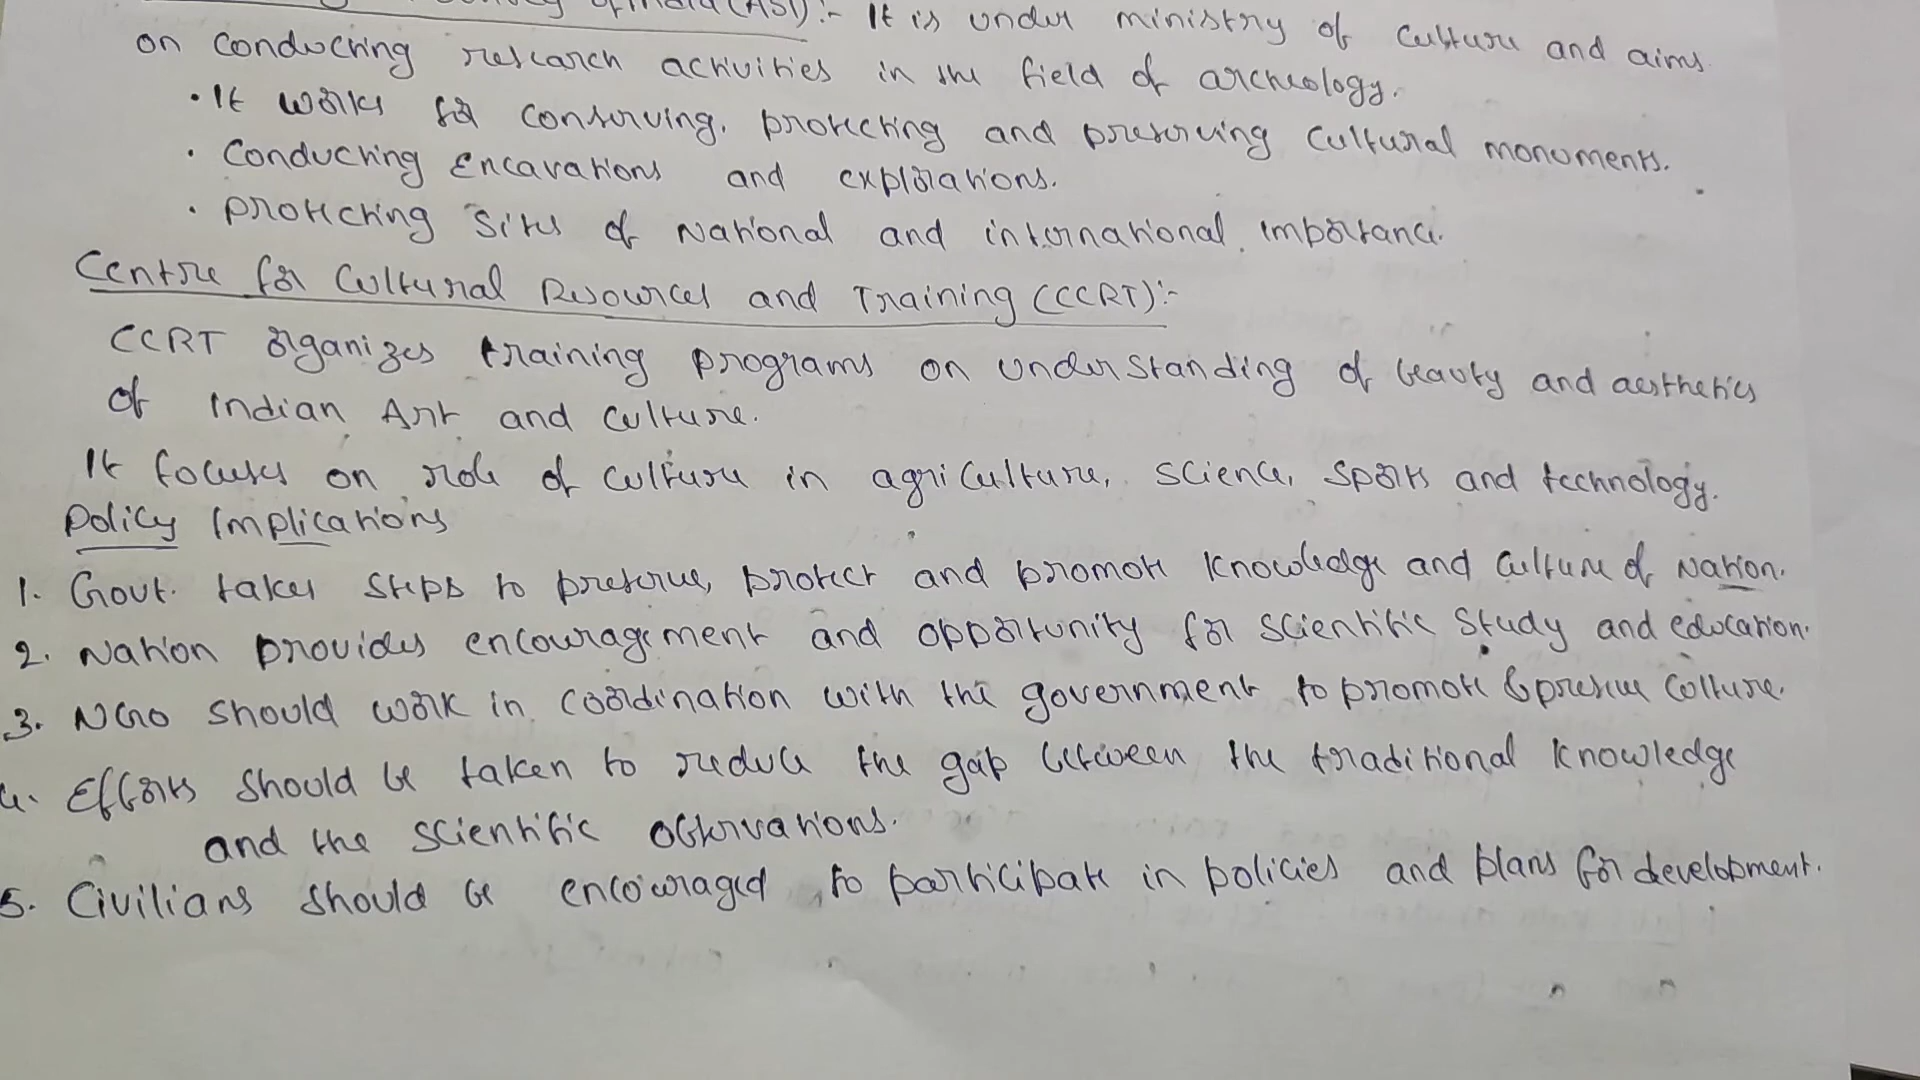 of India (ASI):- It is under ministry of culture and aims
on conducting research activities in the field of archeology.
• It works for conserving, protecting and preserving cultural monuments.
• Conducting Encavations and explorations.
• protecting sites of National and international importance.
Centre for Cultural Resources and Training (CCRT):-
CCRT organizes training programs on understanding of beauty and aesthetics
of Indian Art and culture.
It focuses on role of culture in agriculture, science, sports and technology.
Policy Implications
1. Govt. takes steps to preserve, protect and promote knowledge and culture of Nation.
2. Nation provides encouragement and opportunity for scientific study and education.
3. NGO should work in coordination with the government to promote & preserve culture.
4. Efforts should be taken to reduce the gap between the traditional knowledge
and the scientific observations.
5. Civilians should be encouraged to participate in policies and plans for development.